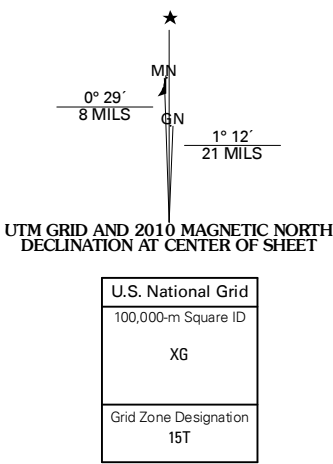 MN
0° 29´
8 MILS
GN
1° 12´
21 MILS
UTM GRID AND 2010 MAGNETIC NORTH
DECLINATION AT CENTER OF SHEET
U.S. National Grid
100,000-m Square ID
XG
Grid Zone Designation
15T